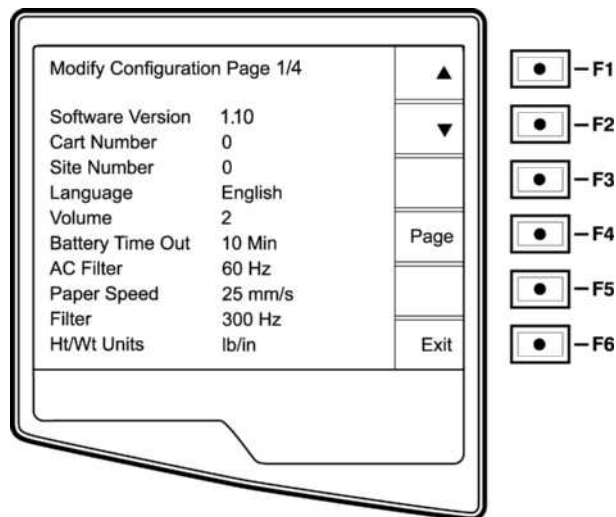 Modify Configuration Page 1/4
▲
Software Version 1.10
▼
Cart Number 0
Site Number 0
Language English
Volume 2
Battery Time Out 10 Min
Page
AC Filter 60 Hz
Paper Speed 25 mm/s
Filter 300 Hz
Ht/Wt Units lb/in
Exit
F1
F2
F3
F4
F5
F6